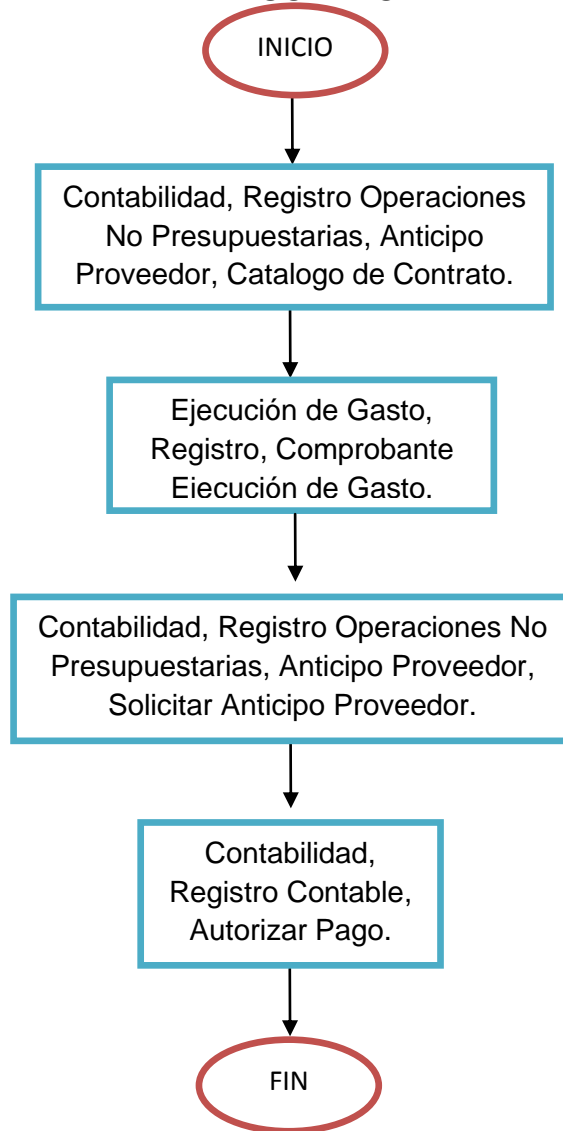 INICIO
Contabilidad, Registro Operaciones
No Presupuestarias, Anticipo
Proveedor, Catalogo de Contrato.
Ejecución de Gasto,
Registro, Comprobante
Ejecución de Gasto.
Contabilidad, Registro Operaciones No
Presupuestarias, Anticipo Proveedor,
Solicitar Anticipo Proveedor.
Contabilidad,
Registro Contable,
Autorizar Pago.
FIN